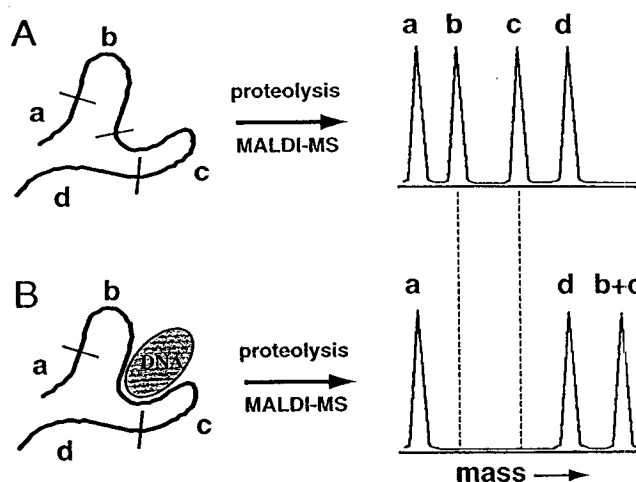 A
b
a
c
d
proteolysis
MALDI-MS
a b c d
B
b
a
DNA
c
d
proteolysis
MALDI-MS
a d b+c
mass